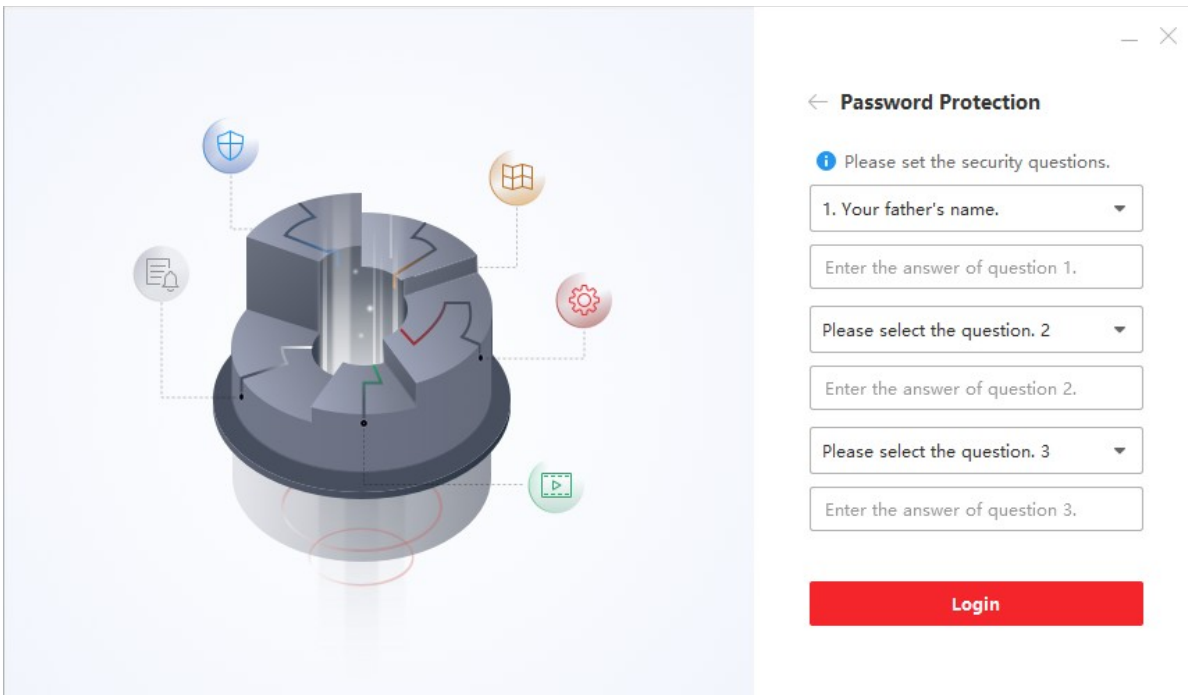 Password Protection
Please set the security questions.
1. Your father's name.
Enter the answer of question 1.
Please select the question. 2
Enter the answer of question 2.
Please select the question. 3
Enter the answer of question 3.
Login